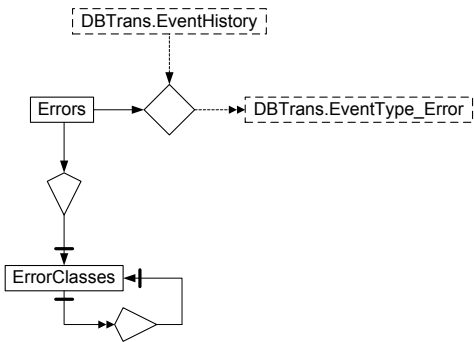 DBTrans.EventHistory
Errors
DBTrans.EventType_Error
ErrorClasses